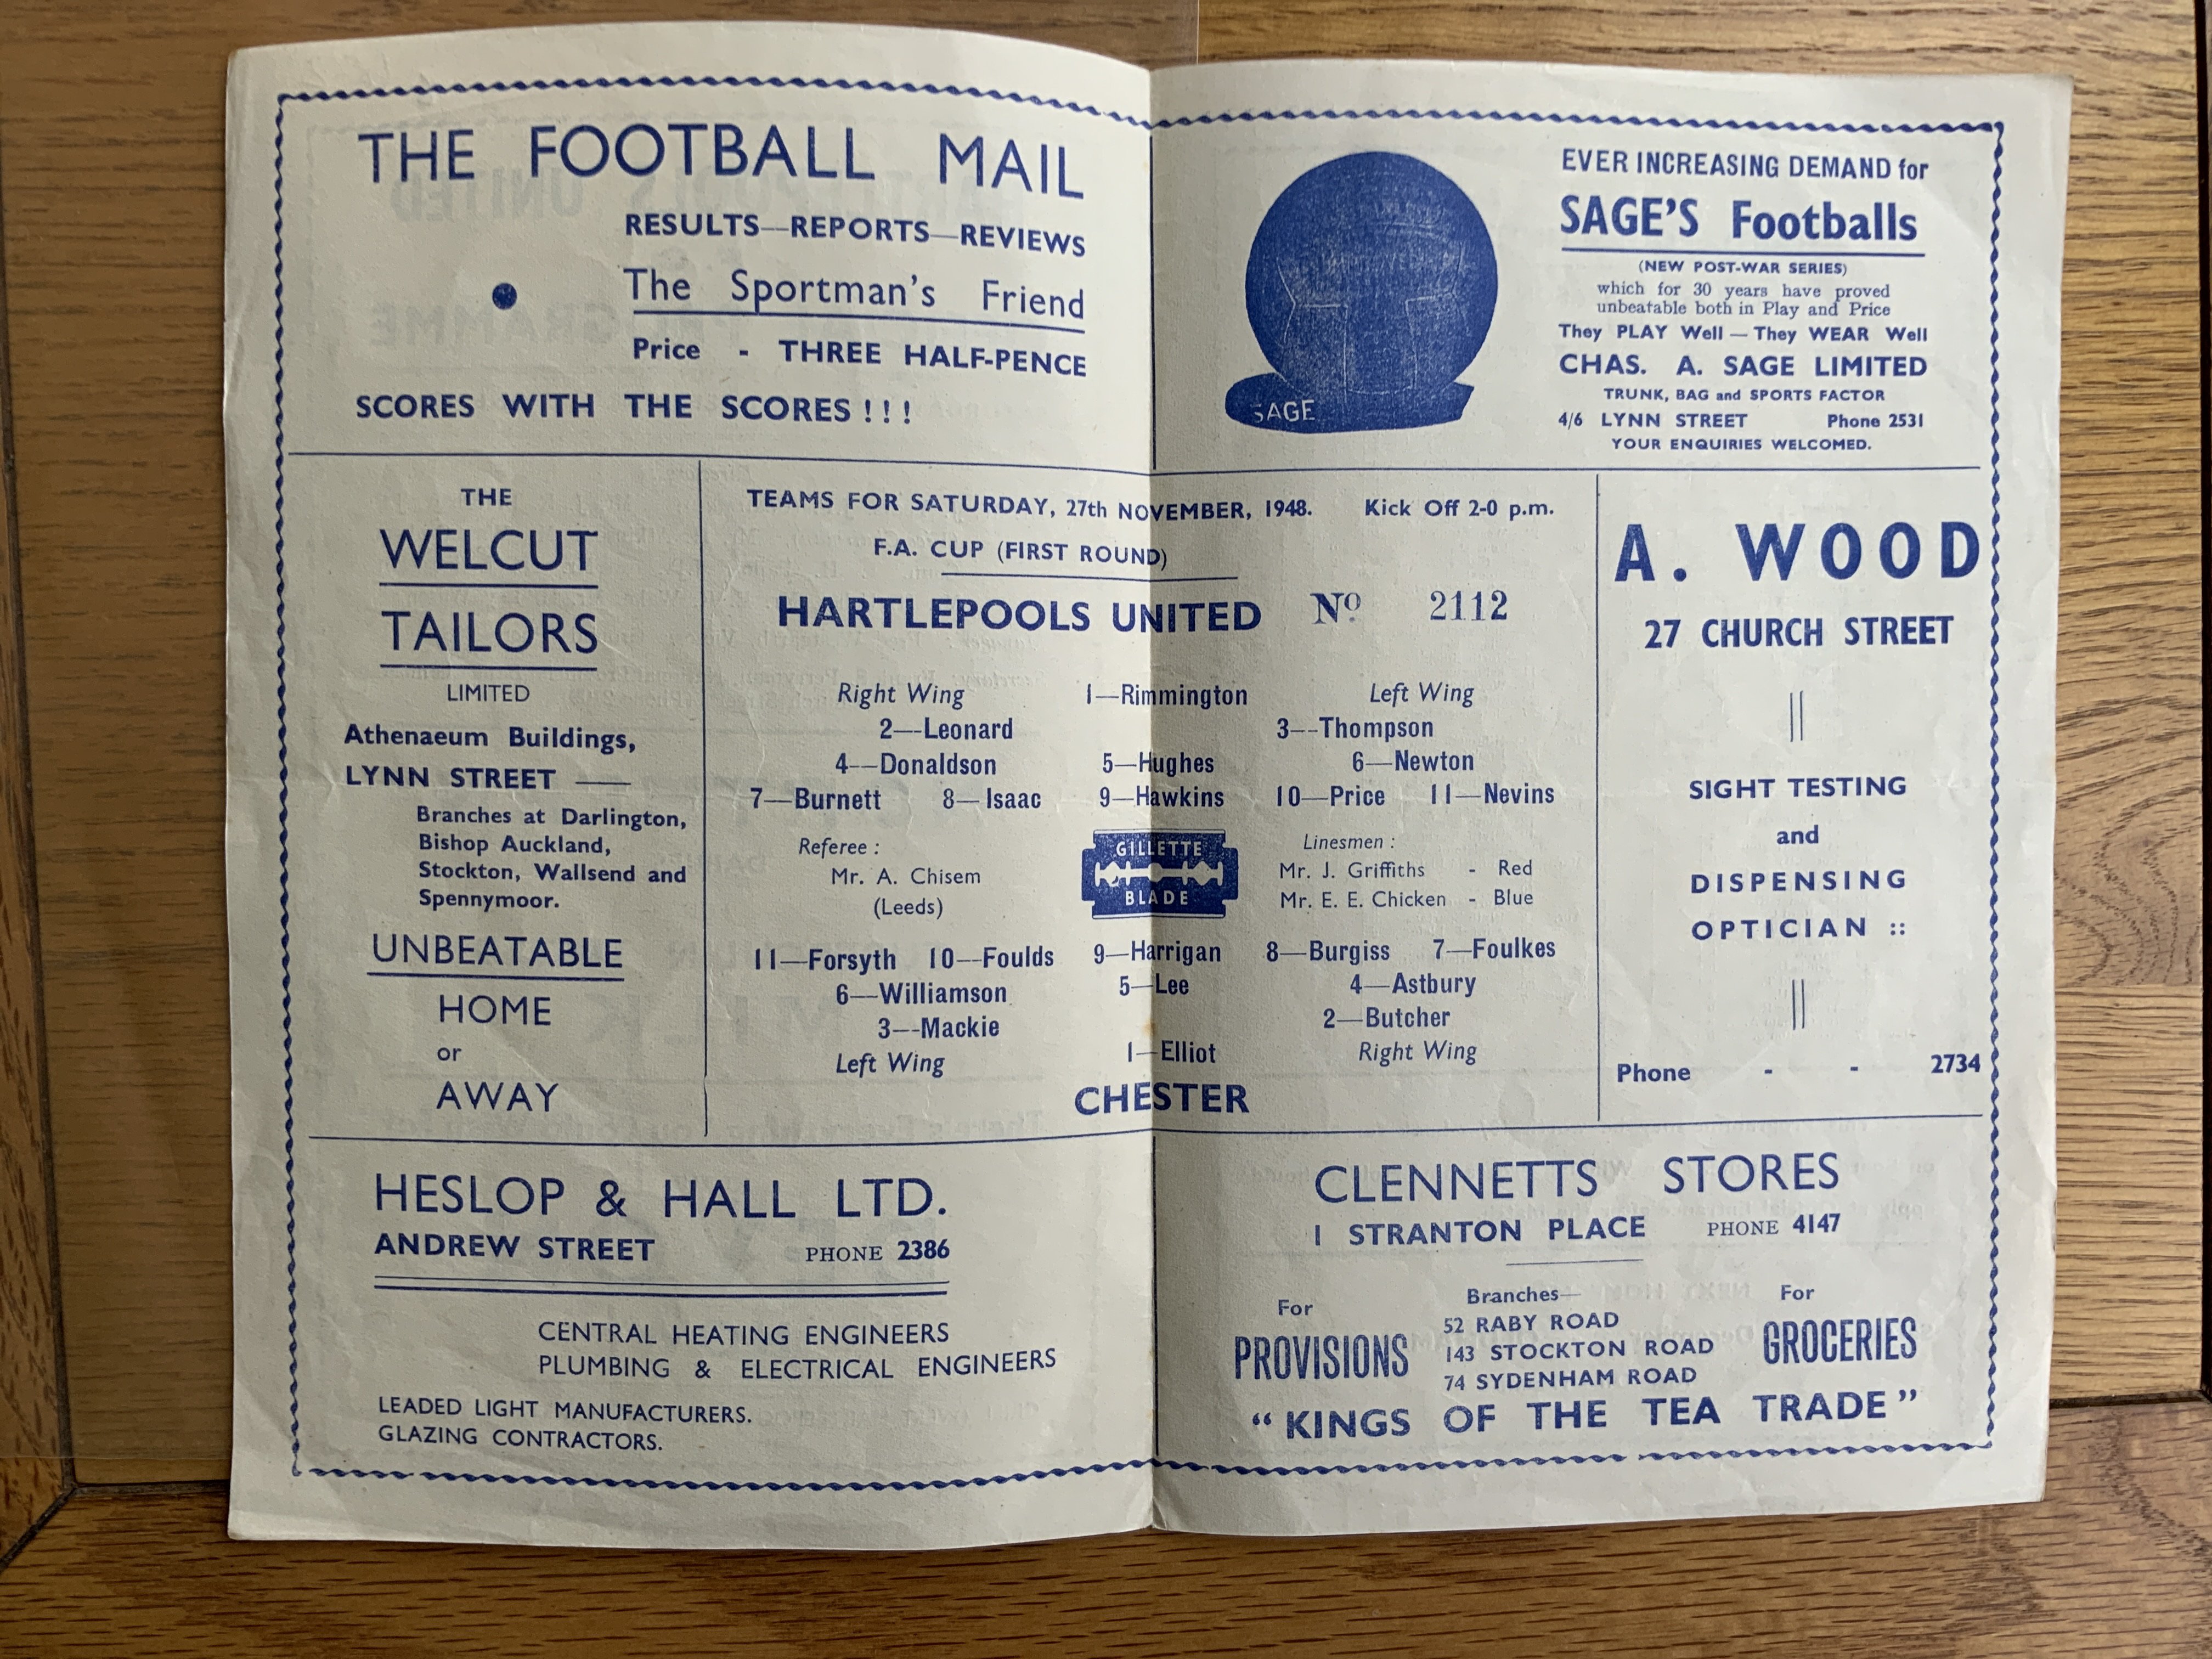 THE FOOTBALL MAIL
RESULTS—REPORTS—REVIEWS
The Sportman's Friend
Price - THREE HALF-PENCE
SCORES WITH THE SCORES ! ! !
SAGE
EVER INCREASING DEMAND for
SAGE'S Footballs
(NEW POST-WAR SERIES)
which for 30 years have proved
unbeatable both in Play and Price
They PLAY Well — They WEAR Well
CHAS. A. SAGE LIMITED
TRUNK, BAG and SPORTS FACTOR
4/6 LYNN STREET Phone 2531
YOUR ENQUIRIES WELCOMED.
THE
WELCUT
TAILORS
LIMITED
Athenaeum Buildings,
LYNN STREET ——
Branches at Darlington,
Bishop Auckland,
Stockton, Wallsend and
Spennymoor.
UNBEATABLE
HOME
or
AWAY
TEAMS FOR SATURDAY, 27th NOVEMBER, 1948. Kick Off 2-0 p.m.
F.A. CUP (FIRST ROUND)
HARTLEPOOLS UNITED Nº 2112
Right Wing 1—Rimmington Left Wing
2—Leonard 3—Thompson
4—Donaldson 5—Hughes 6—Newton
7—Burnett 8—Isaac 9—Hawkins 10—Price 11—Nevins
Referee :
Mr. A. Chisem
(Leeds)
GILLETTE
BLADE
Linesmen :
Mr. J. Griffiths - Red
Mr. E. E. Chicken - Blue
11—Forsyth 10—Foulds 9—Harrigan 8—Burgiss 7—Foulkes
6—Williamson 5—Lee 4—Astbury
3—Mackie 2—Butcher
Left Wing 1—Elliot Right Wing
CHESTER
A. WOOD
27 CHURCH STREET
SIGHT TESTING
and
DISPENSING
OPTICIAN ::
Phone - - 2734
HESLOP & HALL LTD.
ANDREW STREET PHONE 2386
CENTRAL HEATING ENGINEERS
PLUMBING & ELECTRICAL ENGINEERS
LEADED LIGHT MANUFACTURERS.
GLAZING CONTRACTORS.
CLENNETTS STORES
1 STRANTON PLACE PHONE 4147
For
PROVISIONS
Branches—
52 RABY ROAD
143 STOCKTON ROAD
74 SYDENHAM ROAD
For
GROCERIES
"KINGS OF THE TEA TRADE"